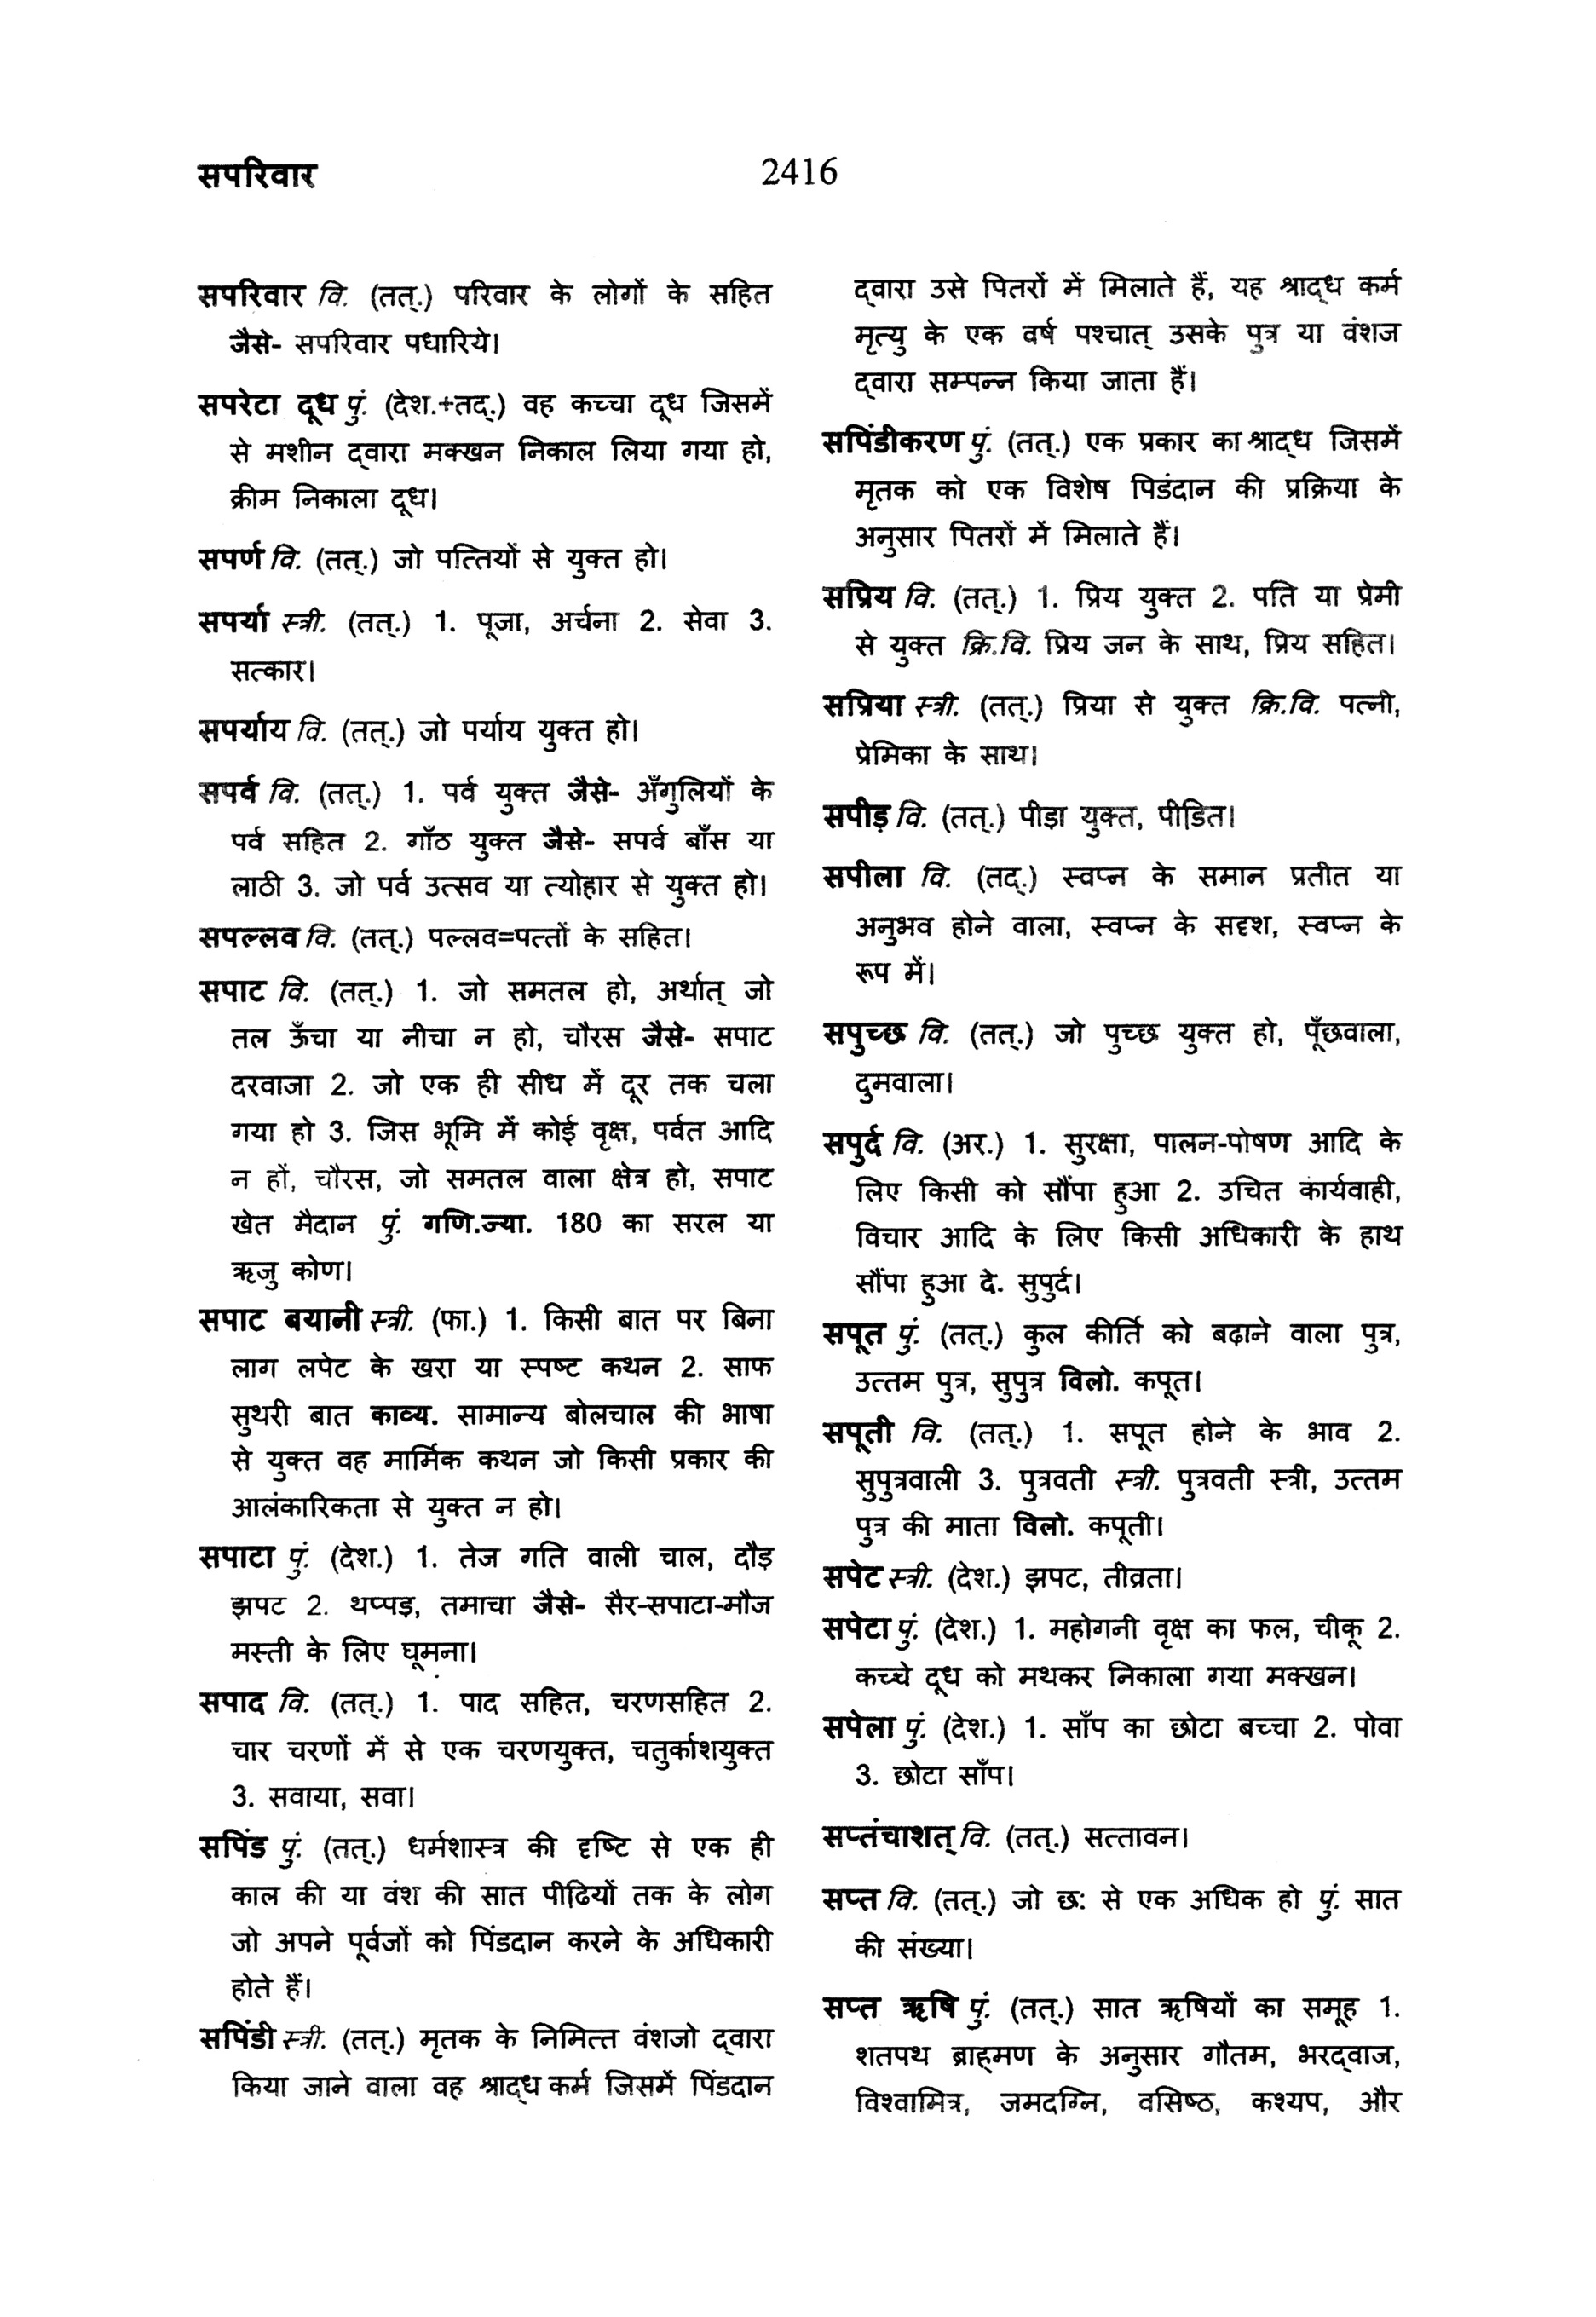 सपरिवार
2416
सपरिवार वि. (तत्.) परिवार के लोगों के सहित
जैसे- सपरिवार पधारिये।
सपरेटा दूध पुं. (देश.+तद्.) वह कच्चा दूध जिसमें
से मशीन द्वारा मक्खन निकाल लिया गया हो,
क्रीम निकाला दूध।
सपर्ण वि. (तत्.) जो पत्तियों से युक्त हो।
सपर्या स्त्री. (तत्.) 1. पूजा, अर्चना 2. सेवा 3.
सत्कार।
सपर्याय वि. (तत्.) जो पर्याय युक्त हो।
सपर्व वि. (तत्.) 1. पर्व युक्त जैसे- अँगुलियों के
पर्व सहित 2. गाँठ युक्त जैसे- सपर्व बाँस या
लाठी 3. जो पर्व उत्सव या त्योहार से युक्त हो।
सपल्लव वि. (तत्.) पल्लव=पत्तों के सहित।
सपाट वि. (तत्.) 1. जो समतल हो, अर्थात् जो
तल ऊँचा या नीचा न हो, चौरस जैसे- सपाट
दरवाजा 2. जो एक ही सीध में दूर तक चला
गया हो 3. जिस भूमि में कोई वृक्ष, पर्वत आदि
न हों, चौरस, जो समतल वाला क्षेत्र हो, सपाट
खेत मैदान पुं. गणि.ज्या. 180 का सरल या
ऋजु कोण।
सपाट बयानी स्त्री. (फा.) 1. किसी बात पर बिना
लाग लपेट के खरा या स्पष्ट कथन 2. साफ
सुथरी बात काव्य. सामान्य बोलचाल की भाषा
से युक्त वह मार्मिक कथन जो किसी प्रकार की
आलंकारिकता से युक्त न हो।
सपाटा पुं. (देश.) 1. तेज गति वाली चाल, दौड़
झपट 2. थप्पड़, तमाचा जैसे- सैर-सपाटा-मौज
मस्ती के लिए घूमना।
सपाद वि. (तत्.) 1. पाद सहित, चरणसहित 2.
चार चरणों में से एक चरणयुक्त, चतुर्काशयुक्त
3. सवाया, सवा।
सपिंड पुं. (तत्.) धर्मशास्त्र की दृष्टि से एक ही
काल की या वंश की सात पीढियों तक के लोग
जो अपने पूर्वजों को पिंडदान करने के अधिकारी
होते हैं।
सपिंडी स्त्री. (तत्.) मृतक के निमित्त वंशजो द्वारा
किया जाने वाला वह श्राद्ध कर्म जिसमें पिंडदान
द्वारा उसे पितरों में मिलाते हैं, यह श्राद्ध कर्म
मृत्यु के एक वर्ष पश्चात् उसके पुत्र या वंशज
द्वारा सम्पन्न किया जाता हैं।
सपिंडीकरण पुं. (तत्.) एक प्रकार का श्राद्ध जिसमें
मृतक को एक विशेष पिडंदान की प्रक्रिया के
अनुसार पितरों में मिलाते हैं।
सप्रिय वि. (तत्.) 1. प्रिय युक्त 2. पति या प्रेमी
से युक्त क्रि.वि. प्रिय जन के साथ, प्रिय सहित।
सप्रिया स्त्री. (तत्.) प्रिया से युक्त क्रि.वि. पत्नी,
प्रेमिका के साथ।
सपीड़ वि. (तत्.) पीड़ा युक्त, पीडित।
सपीला वि. (तद्.) स्वप्न के समान प्रतीत या
अनुभव होने वाला, स्वप्न के सदृश, स्वप्न के
रूप में।
सपुच्छ वि. (तत्.) जो पुच्छ युक्त हो, पूँछवाला,
दुमवाला।
सपुर्द वि. (अर.) 1. सुरक्षा, पालन-पोषण आदि के
लिए किसी को सौंपा हुआ 2. उचित कार्यवाही,
विचार आदि के लिए किसी अधिकारी के हाथ
सौंपा हुआ दे. सुपुर्द।
सपूत पुं. (तत्.) कुल कीर्ति को बढ़ाने वाला पुत्र,
उत्तम पुत्र, सुपुत्र विलो. कपूत।
सपूती वि. (तत्.) 1. सपूत होने के भाव 2.
सुपुत्रवाली 3. पुत्रवती स्त्री. पुत्रवती स्त्री, उत्तम
पुत्र की माता विलो. कपूती।
सपेट स्त्री. (देश.) झपट, तीव्रता।
सपेटा पुं. (देश.) 1. महोगनी वृक्ष का फल, चीकू 2.
कच्चे दूध को मथकर निकाला गया मक्खन।
सपेला पुं. (देश.) 1. साँप का छोटा बच्चा 2. पोवा
3. छोटा साँप।
सप्तंचाशत् वि. (तत्.) सत्तावन।
सप्त वि. (तत्.) जो छः से एक अधिक हो पुं. सात
की संख्या।
सप्त ऋषि पुं. (तत्.) सात ऋषियों का समूह 1.
शतपथ ब्राह्मण के अनुसार गौतम, भरद्वाज,
विश्वामित्र, जमदग्नि, वसिष्ठ, कश्यप, और